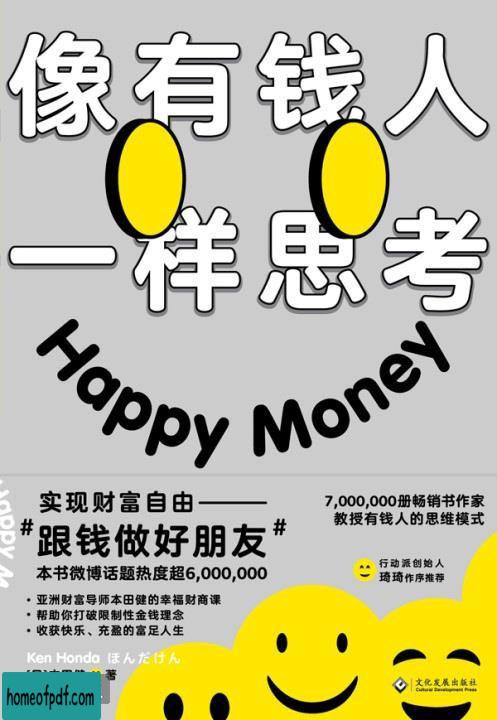 像有钱人
一样思考
Happy Money
实现财富自由——
#跟钱做好朋友#
本书微博话题热度超6,000,000
• 亚洲财富导师本田健的幸福财商课
• 帮助你打破限制性金钱理念
• 收获快乐、充盈的富足人生
Ken Honda ほんだけん
著
7,000,000册畅销书作家
教授有钱人的思维模式
行动派创始人
琦琦作序推荐
文化发展出版社
Cultural Development Press
homeofpdf.com